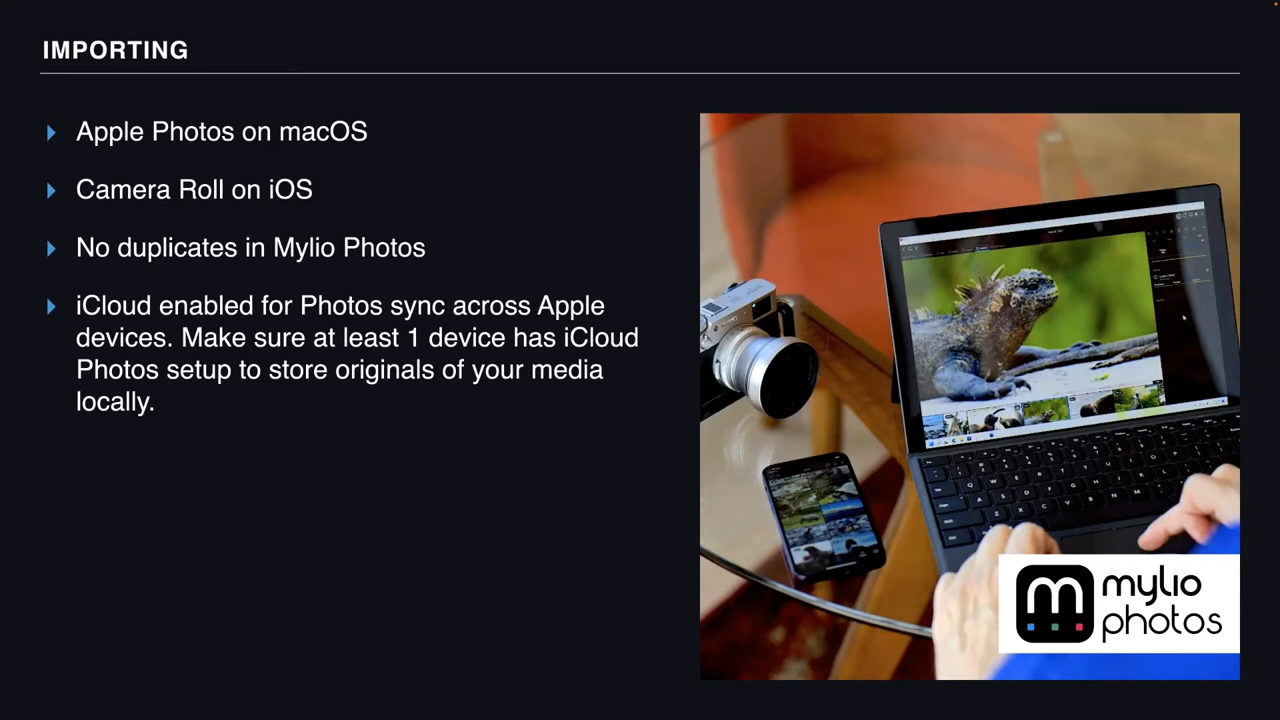 IMPORTING
Apple Photos on macOS
Camera Roll on iOS
No duplicates in Mylio Photos
iCloud enabled for Photos sync across Apple
devices. Make sure at least 1 device has iCloud
Photos setup to store originals of your media
locally.
mylio
photos